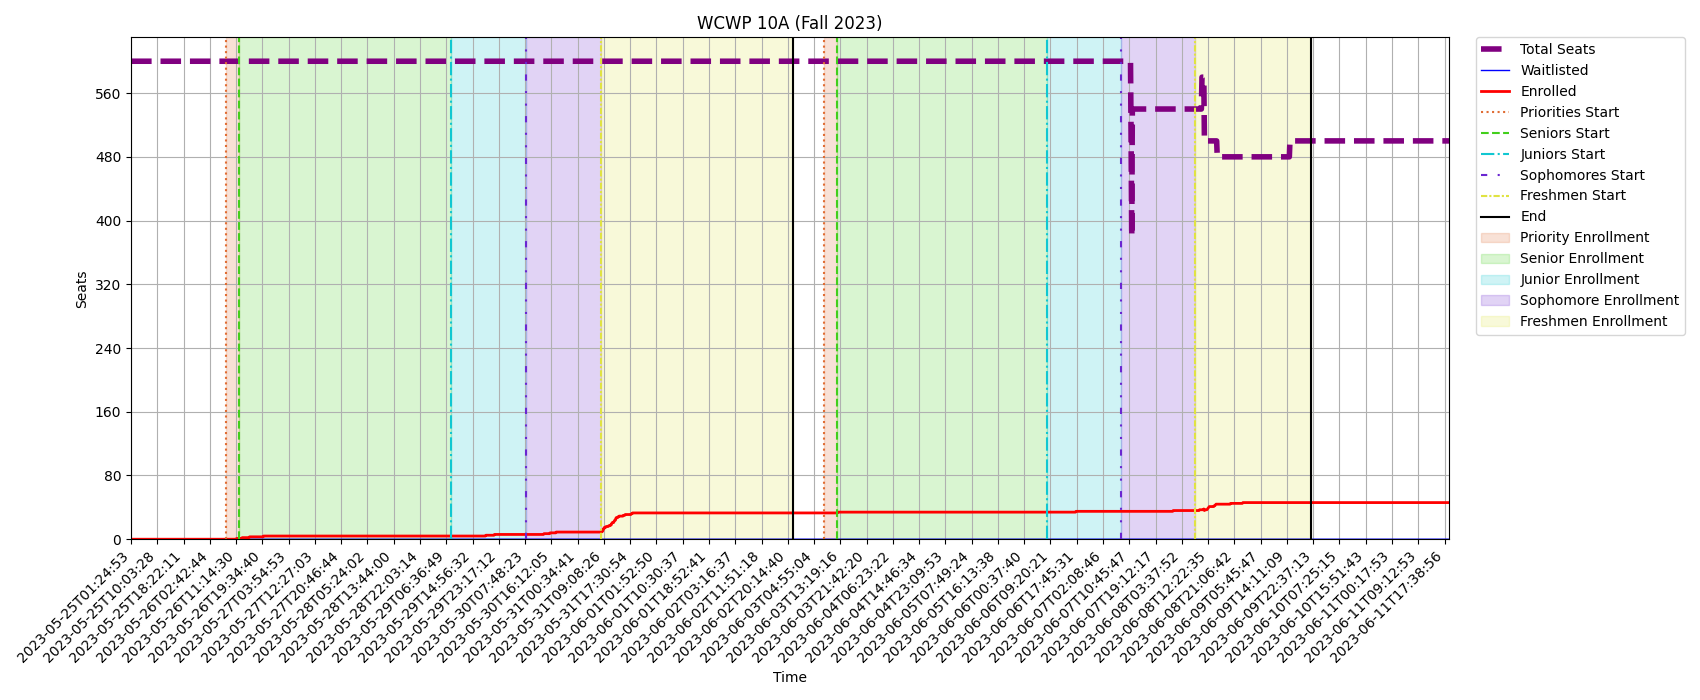 WCWP 10A (Fall 2023)
Total Seats
Waitlisted
Enrolled
Priorities Start
Seniors Start
Juniors Start
Sophomores Start
Freshmen Start
End
Priority Enrollment
Senior Enrollment
Junior Enrollment
Sophomore Enrollment
Freshmen Enrollment
Seats
560
480
400
320
240
160
80
0
2023-05-25T01:24:53
2023-05-25T10:03:28
2023-05-25T18:22:11
2023-05-26T02:42:44
2023-05-26T11:14:30
2023-05-26T19:34:40
2023-05-27T03:54:53
2023-05-27T12:27:03
2023-05-27T20:46:44
2023-05-28T05:24:02
2023-05-28T13:44:00
2023-05-28T22:03:14
2023-05-29T06:36:49
2023-05-29T14:56:32
2023-05-29T23:17:12
2023-05-30T07:48:23
2023-05-30T16:12:05
2023-05-31T00:34:41
2023-05-31T09:08:26
2023-05-31T17:30:54
2023-06-01T01:52:50
2023-06-01T10:30:37
2023-06-01T18:52:41
2023-06-02T03:16:37
2023-06-02T11:51:18
2023-06-02T20:14:40
2023-06-03T04:55:04
2023-06-03T13:19:16
2023-06-03T21:42:20
2023-06-04T06:23:22
2023-06-04T14:46:34
2023-06-04T23:09:53
2023-06-05T07:49:24
2023-06-05T16:13:38
2023-06-06T00:37:40
2023-06-06T09:20:21
2023-06-06T17:45:31
2023-06-07T02:08:46
2023-06-07T10:45:47
2023-06-07T19:12:17
2023-06-08T03:37:52
2023-06-08T12:22:35
2023-06-08T21:06:42
2023-06-09T05:45:47
2023-06-09T14:11:09
2023-06-09T22:37:13
2023-06-10T07:25:15
2023-06-10T15:51:43
2023-06-11T00:17:53
2023-06-11T09:12:53
2023-06-11T17:38:56
Time